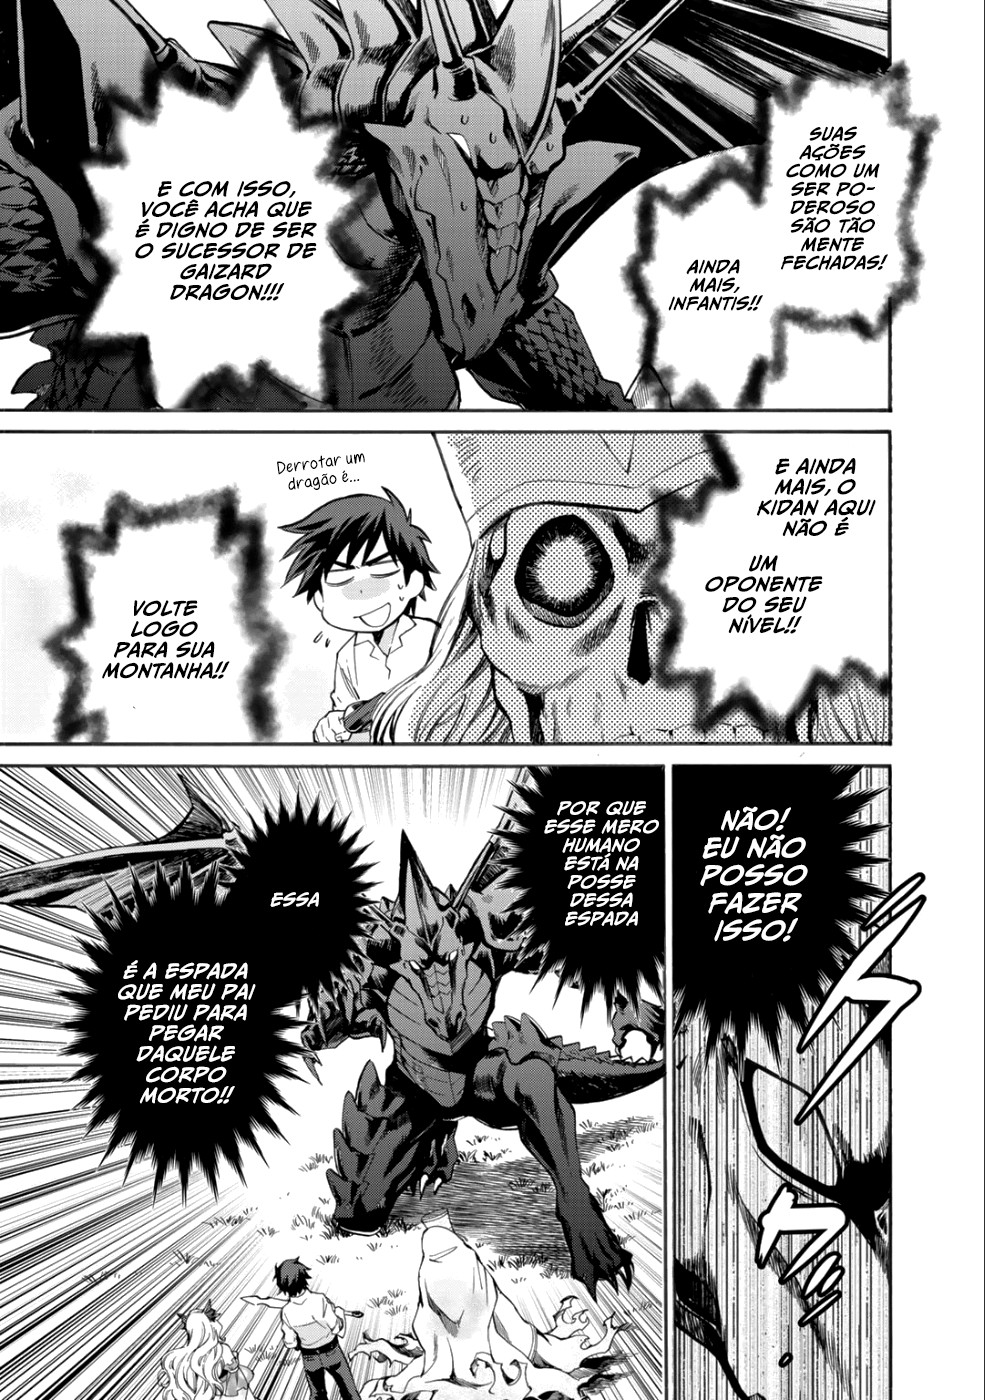 SUAS
AÇÕES
COMO UM
SER PO-
DEROSO
SÃO TÃO
MENTE
FECHADAS!
AINDA
MAIS,
INFANTIS!!
E COM ISSO,
VOCÊ ACHA QUE
É DIGNO DE SER
O SUCESSOR DE
GAIZARD
DRAGON!!!
E AINDA
MAIS, O
KIDAN AQUI
NÃO É
UM
OPONENTE
DO SEU
NÍVEL!!
Derrotar um
dragão é...
VOLTE
LOGO
PARA SUA
MONTANHA!!
NÃO!
EU NÃO
POSSO
FAZER
ISSO!
POR QUE
ESSE MERO
HUMANO
ESTÁ NA
POSSE
DESSA
ESPADA
ESSA
É A ESPADA
QUE MEU PAI
PEDIU PARA
PEGAR
DAQUELE
CORPO
MORTO!!